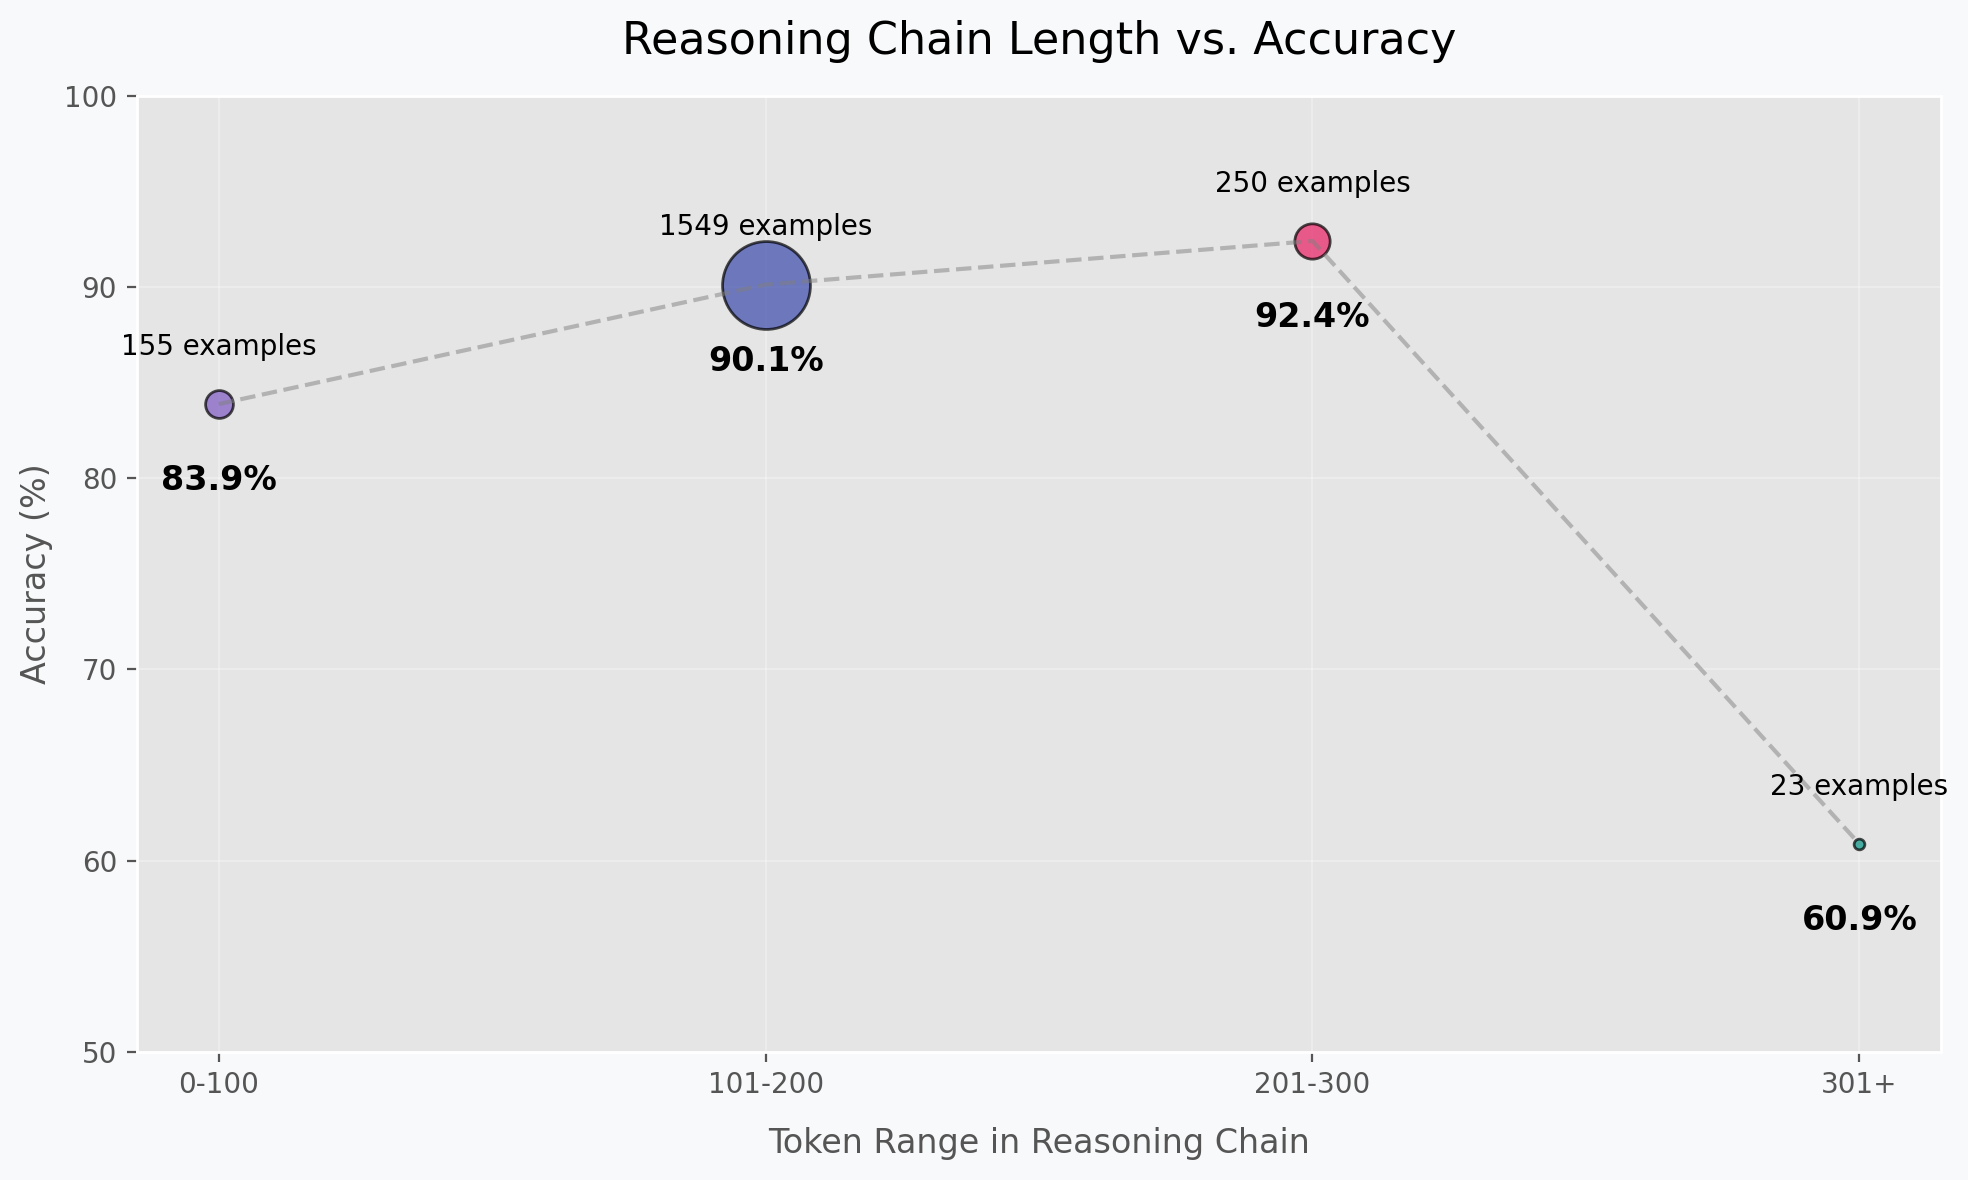 Reasoning Chain Length vs. Accuracy
100
250 examples
1549 examples
90
92.4%
155 examples
90.1%
80
83.9%
Accuracy (%)
70
23 examples
60
60.9%
50
0-100 101-200 201-300 301+
Token Range in Reasoning Chain